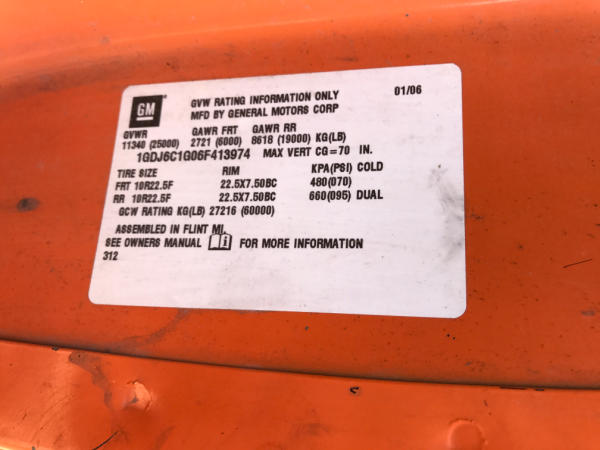 GM
GVW RATING INFORMATION ONLY 01/06
MFD BY GENERAL MOTORS CORP
GVWR GAWR FRT GAWR RR
11340 (25000) 2721 (6000) 8618 (19000) KG(LB)
1GDJ6C1G06F413974 MAX VERT CG=70 IN.
TIRE SIZE RIM KPA(PSI) COLD
FRT 10R22.5F 22.5X7.50BC 480(070)
RR 10R22.5F 22.5X7.50BC 660(095) DUAL
GCW RATING KG(LB) 27216 (60000)
ASSEMBLED IN FLINT MI.
SEE OWNERS MANUAL i FOR MORE INFORMATION
312